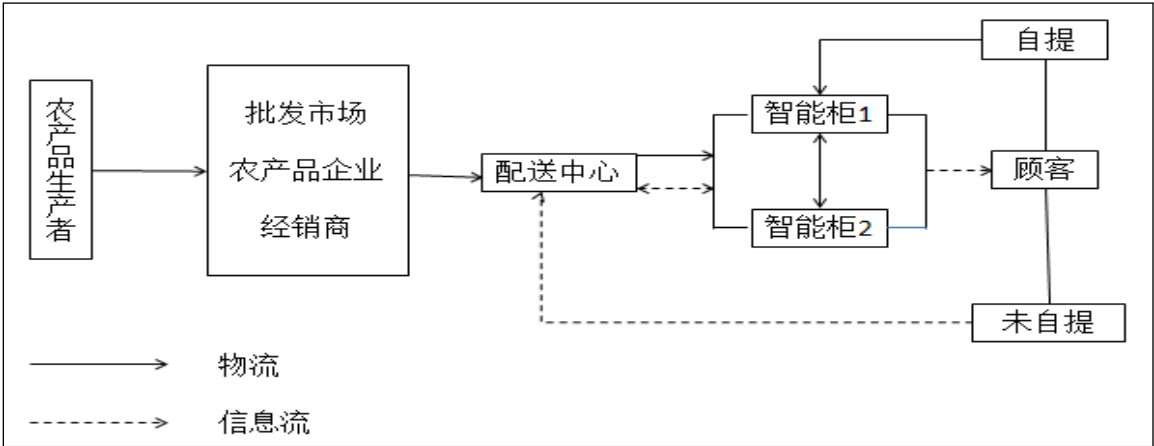 农产品生产者
批发市场
农产品企业
经销商
配送中心
智能柜1
智能柜2
自提
顾客
未自提
物流
信息流